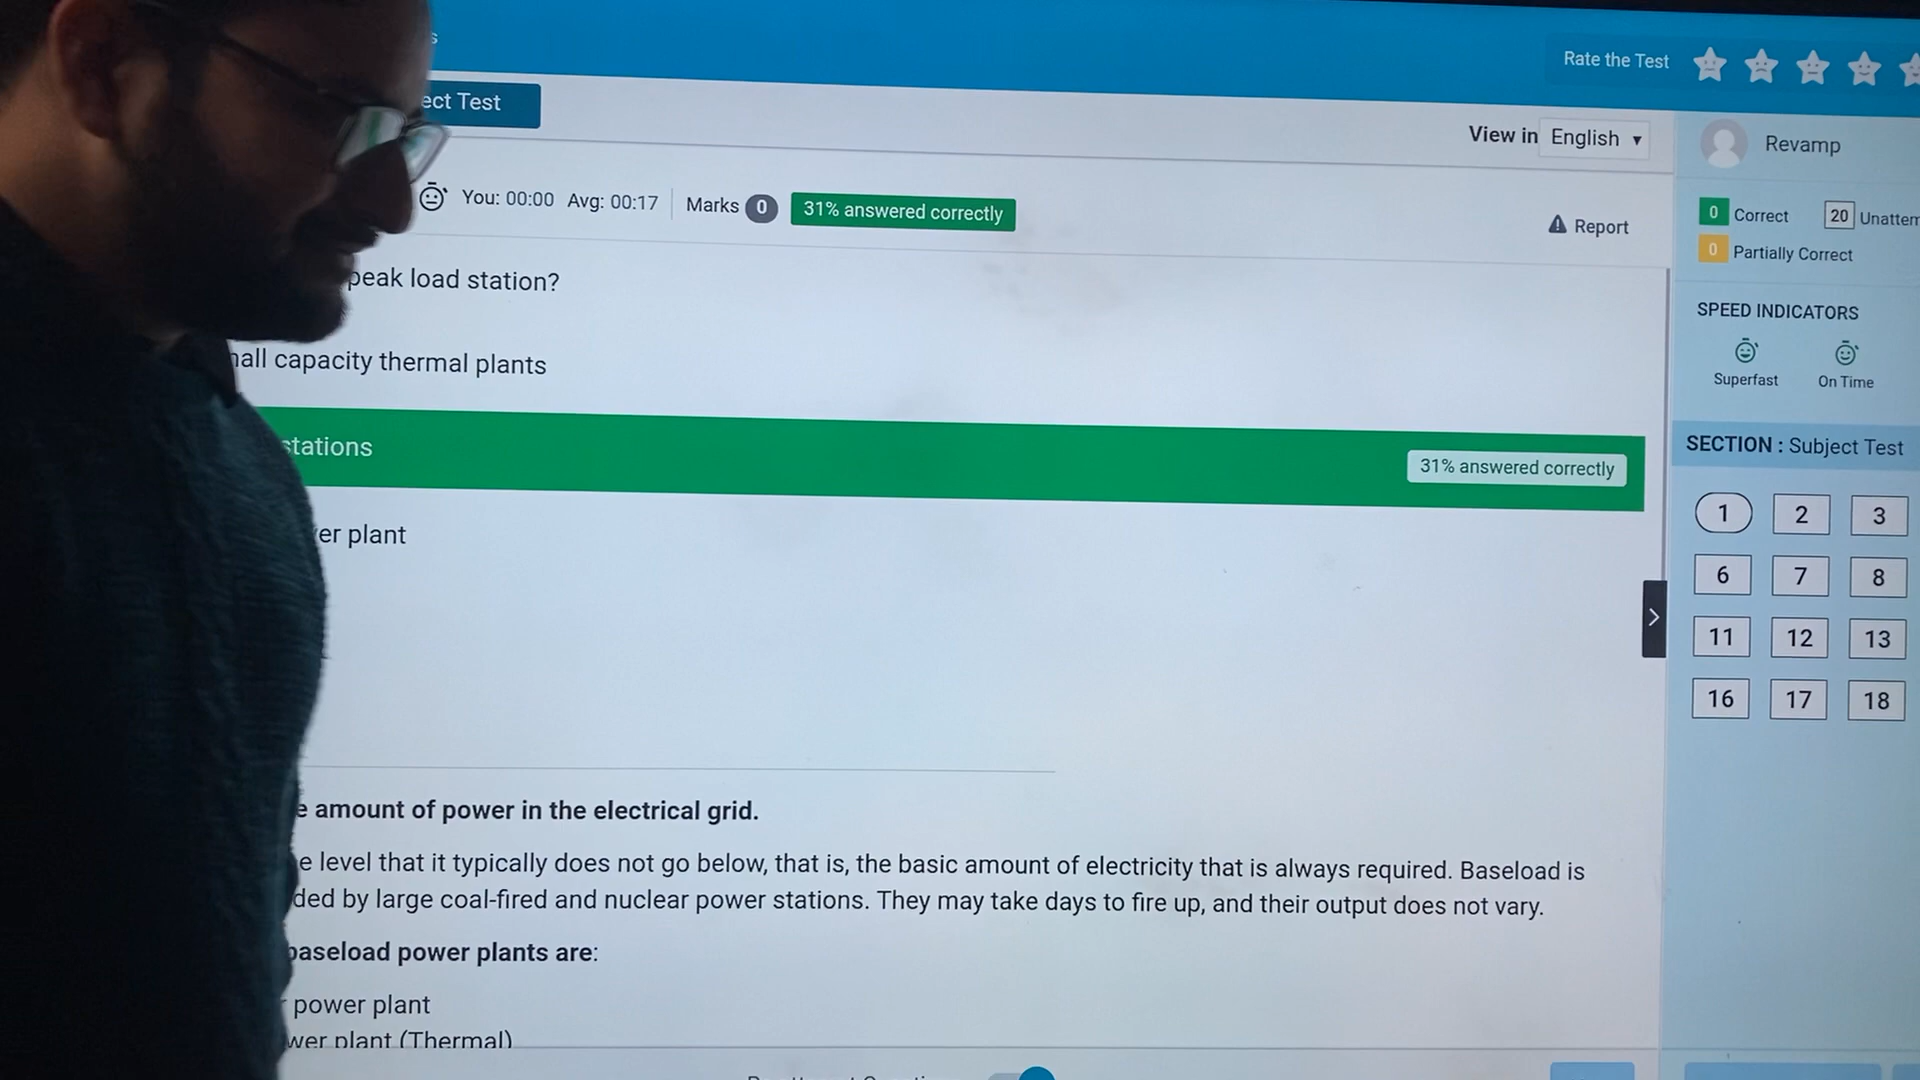 Rate the Test
Test
View in English
Revamp
You: 00:00 Avg: 00:17 Marks 0 31% answered correctly
Report
0 Correct 20
0 Partially Correct
peak load station?
SPEED INDICATORS
capacity thermal plants
Superfast On Time
stations
31% answered correctly
SECTION : Subject Test
1 2 3
plant
6 7 8
11 12 13
16 17 18
amount of power in the electrical grid.
level that it typically does not go below, that is, the basic amount of electricity that is always required. Baseload is
by large coal-fired and nuclear power stations. They may take days to fire up, and their output does not vary.
baseload power plants are:
power plant
plant (Thermal)